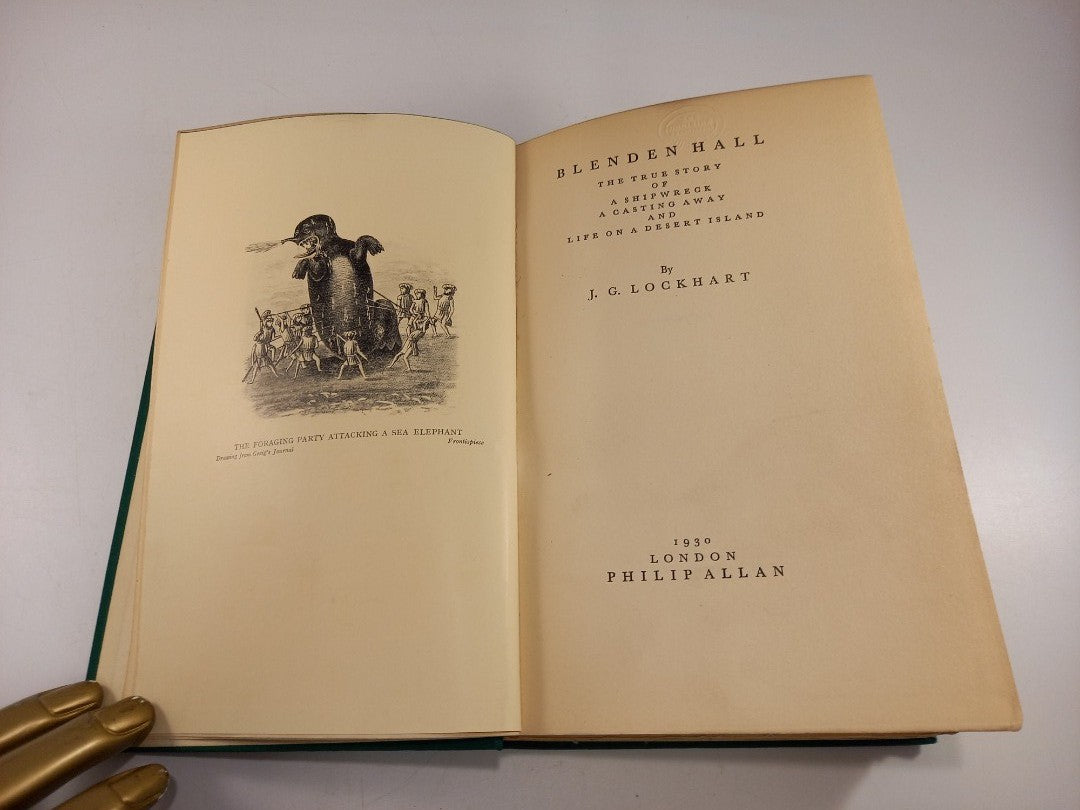 THE FORAGING PARTY ATTACKING A SEA ELEPHANT
Drawing from Greig's Journal
Frontispiece
BLENDEN HALL
THE TRUE STORY
OF
A SHIPWRECK
A CASTING AWAY
AND
LIFE ON A DESERT ISLAND
By
J. G. LOCKHART
1930
LONDON
PHILIP ALLAN